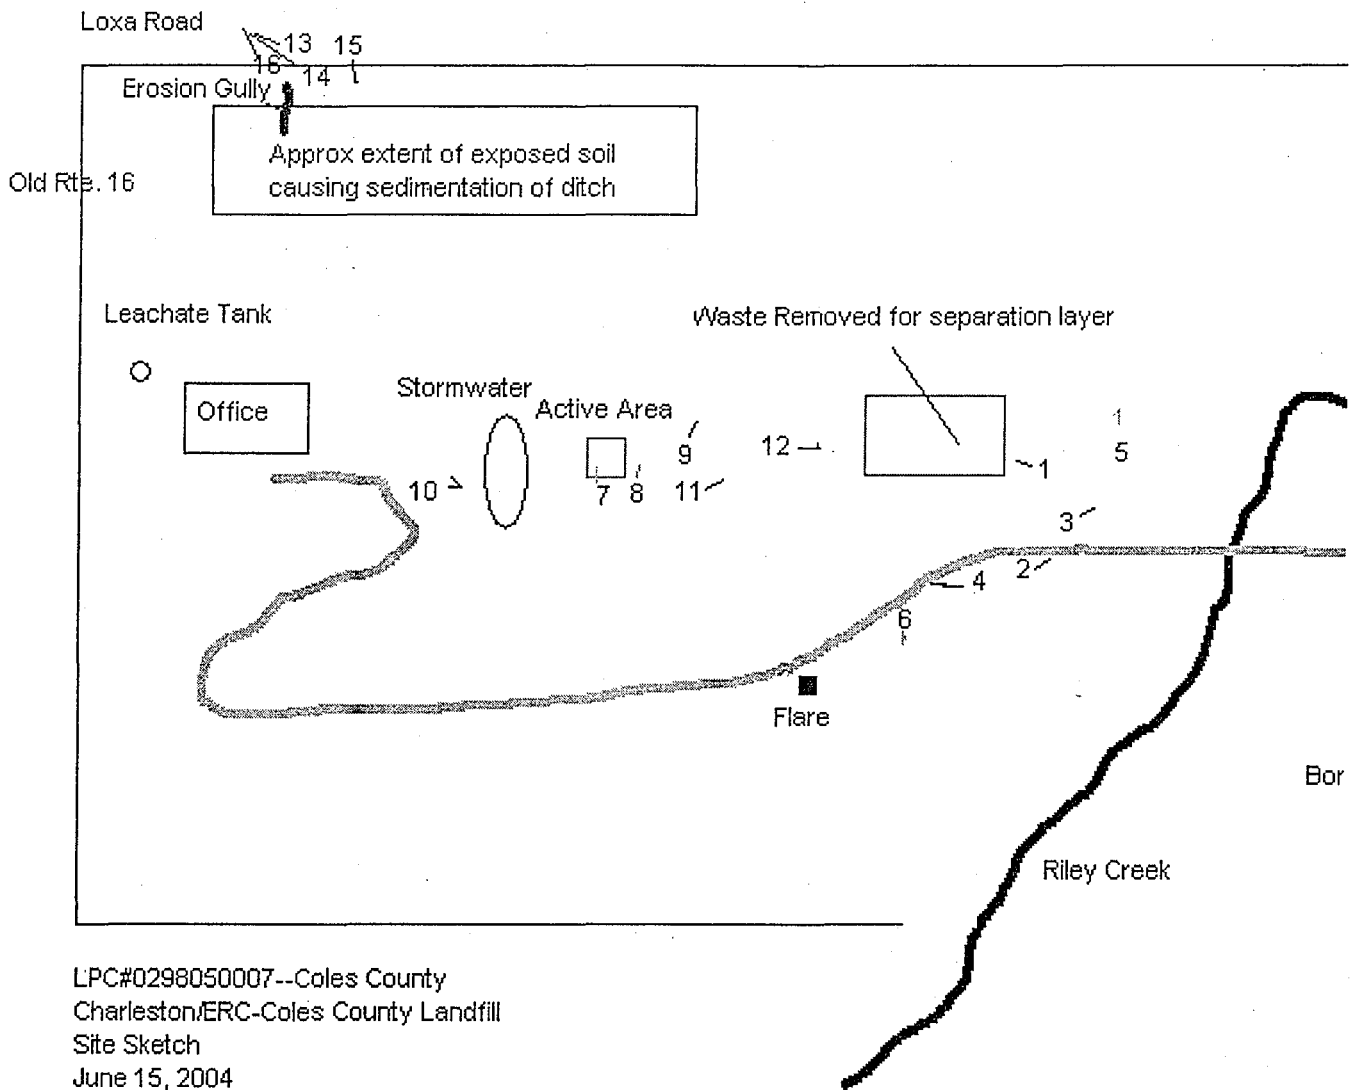 Loxa Road
13 15
16 14
Erosion Gully
Approx extent of exposed soil
causing sedimentation of ditch
Old Rte. 16
Leachate Tank
Waste Removed for separation layer
Office
Stormwater
Active Area
1
5
9
12
1
10
7 8 11
3
2
4
6
Flare
Bor
Riley Creek
LPC#0298050007--Coles County
Charleston/ERC-Coles County Landfill
Site Sketch
June 15, 2004